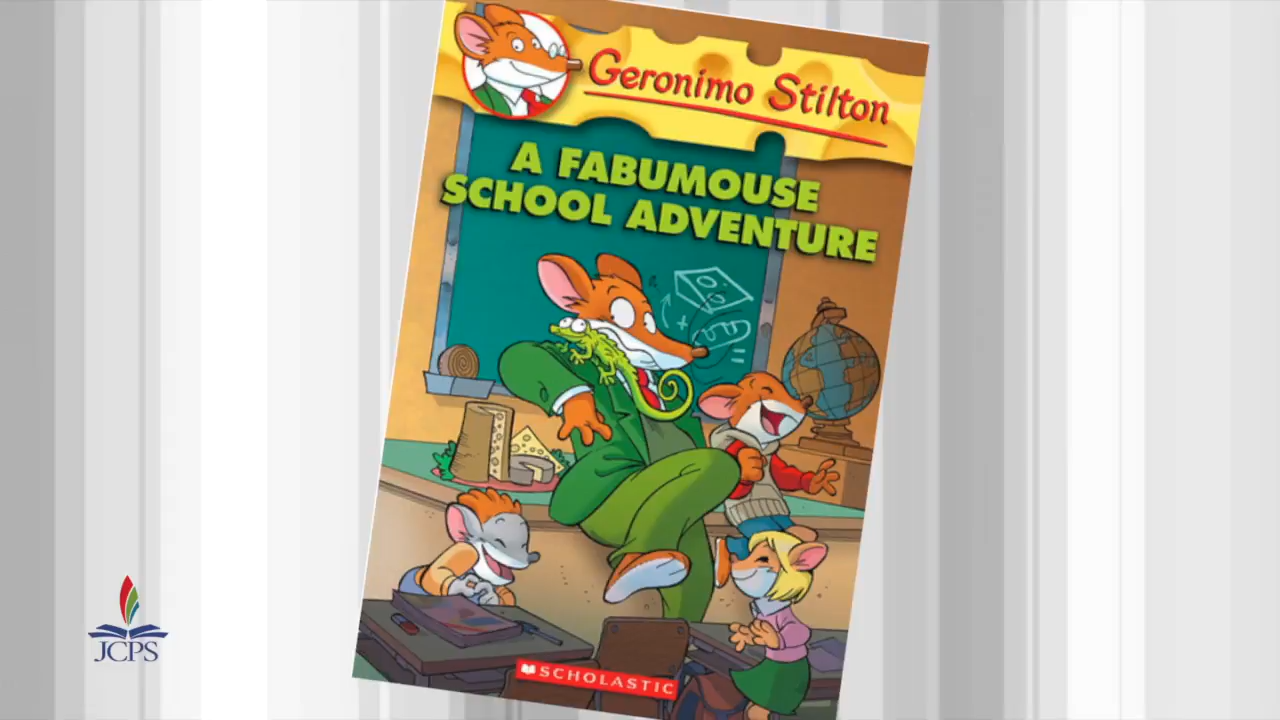 Geronimo Stilton
A FABUMOUSE
SCHOOL ADVENTURE
SCHOLASTIC
JCPS